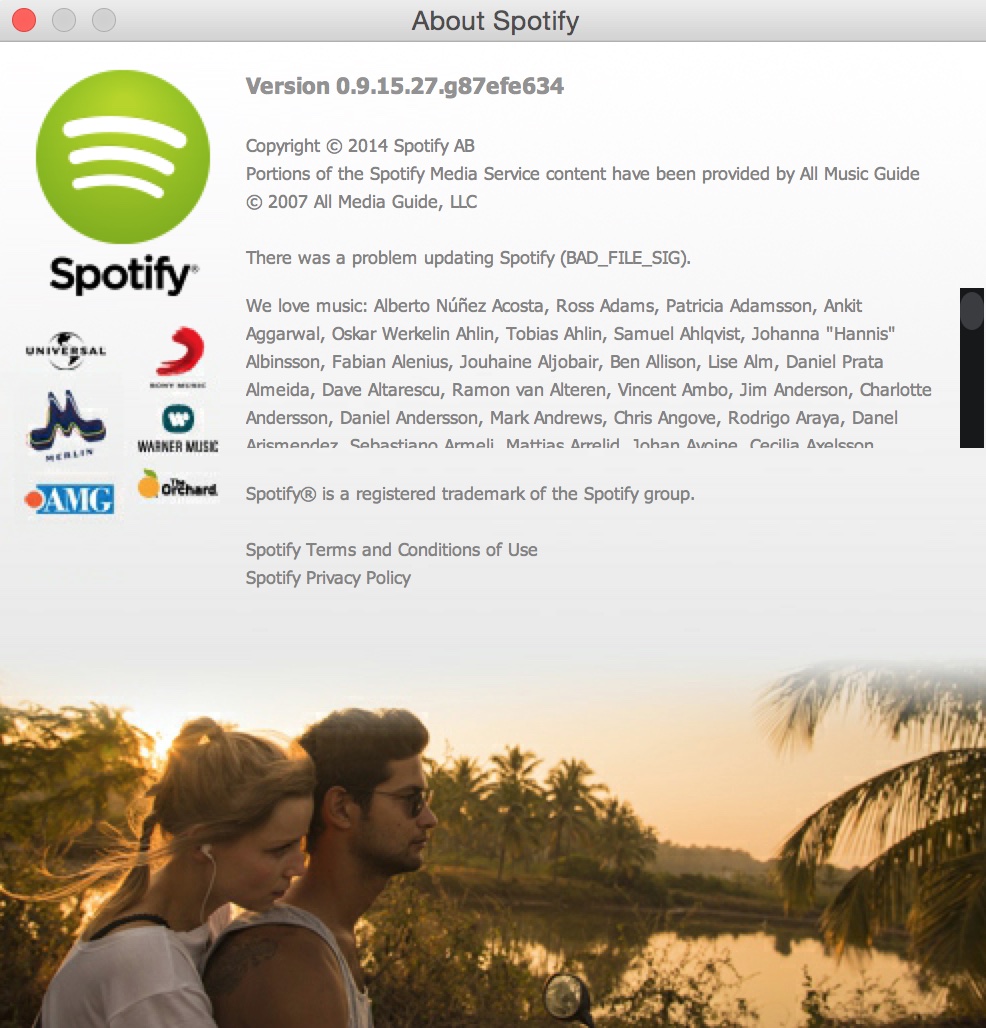 About Spotify
Version 0.9.15.27.g87efe634
Copyright © 2014 Spotify AB
Portions of the Spotify Media Service content have been provided by All Music Guide
© 2007 All Media Guide, LLC
There was a problem updating Spotify (BAD_FILE_SIG).
We love music: Alberto Núñez Acosta, Ross Adams, Patricia Adamsson, Ankit
Aggarwal, Oskar Werkelin Ahlin, Tobias Ahlin, Samuel Ahlqvist, Johanna "Hannis"
Albinsson, Fabian Alenius, Jouhaine Aljobair, Ben Allison, Lise Alm, Daniel Prata
Almeida, Dave Altarescu, Ramon van Alteren, Vincent Ambo, Jim Anderson, Charlotte
Andersson, Daniel Andersson, Mark Andrews, Chris Angove, Rodrigo Araya, Danel
Arismendez, Sebastiano Armeli, Mattias Arrelid, Johan Avoine, Cecilia Axelsson
Spotify® is a registered trademark of the Spotify group.
Spotify Terms and Conditions of Use
Spotify Privacy Policy
Spotify®
UNIVERSAL
SONY MUSIC
MERLIN
WARNER MUSIC
AMG
The
Orchard